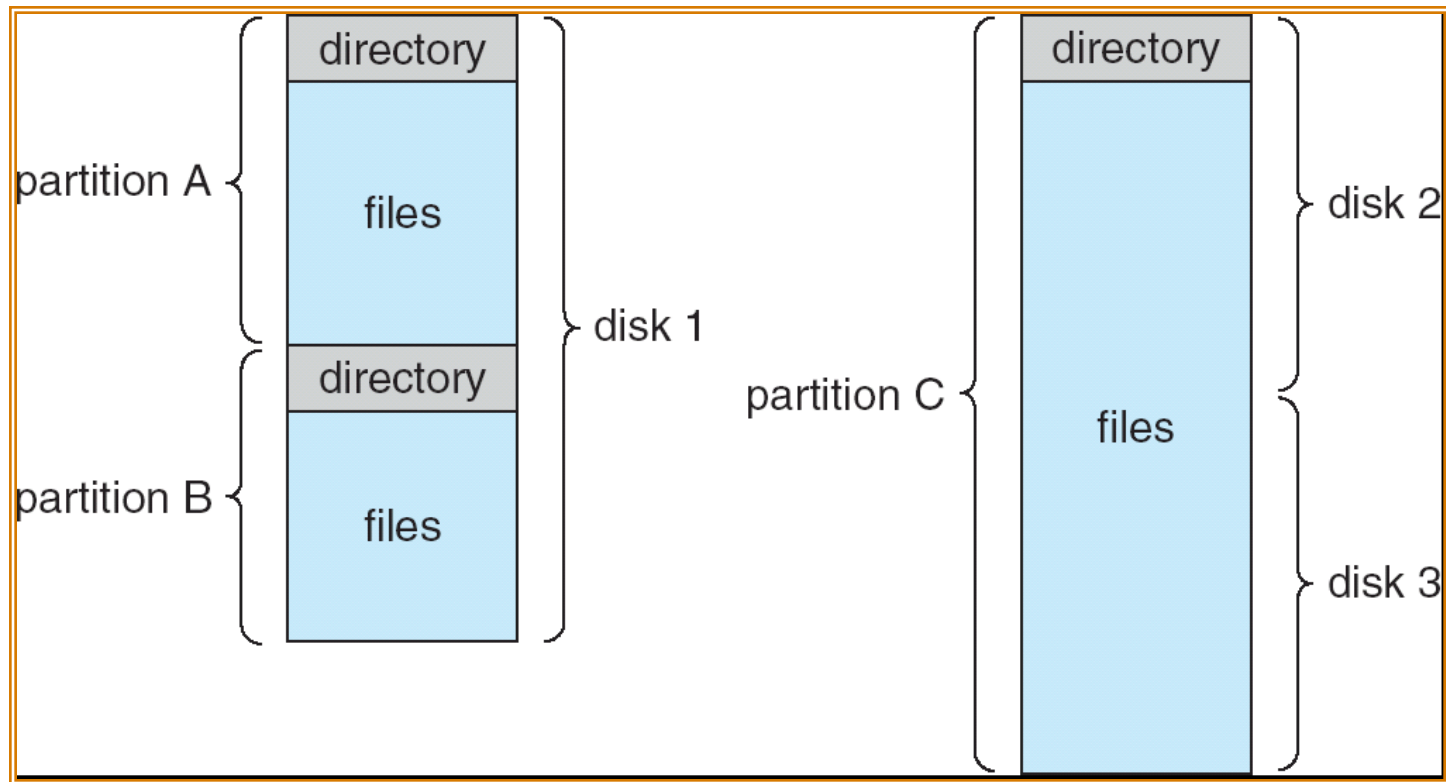 directory
partition A
files
disk 1
directory
partition B
files
directory
disk 2
partition C
files
disk 3